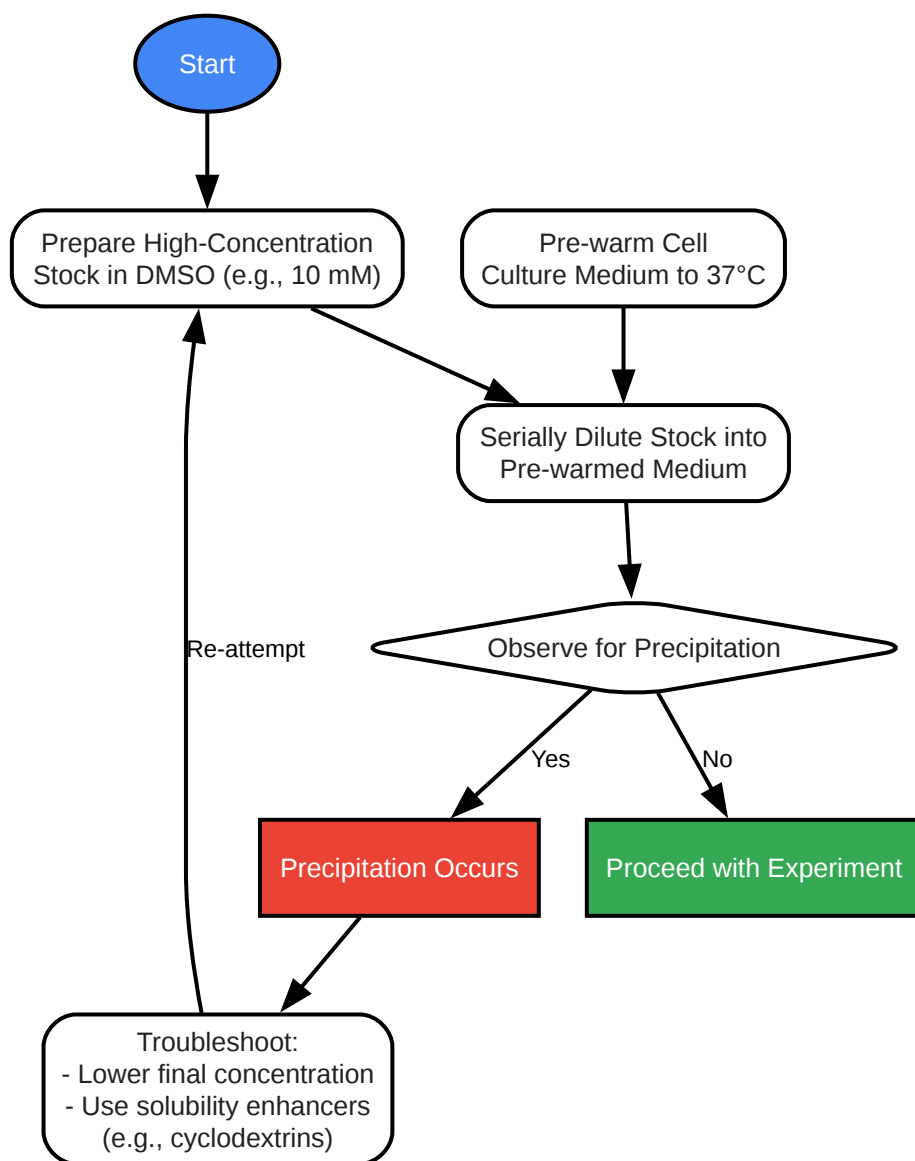 Start
Prepare High-Concentration
Stock in DMSO (e.g., 10 mM)
Pre-warm Cell
Culture Medium to 37°C
Serially Dilute Stock into
Pre-warmed Medium
Re-attempt
Observe for Precipitation
Yes
No
Precipitation Occurs
Proceed with Experiment
Troubleshoot:
- Lower final concentration
- Use solubility enhancers
(e.g., cyclodextrins)